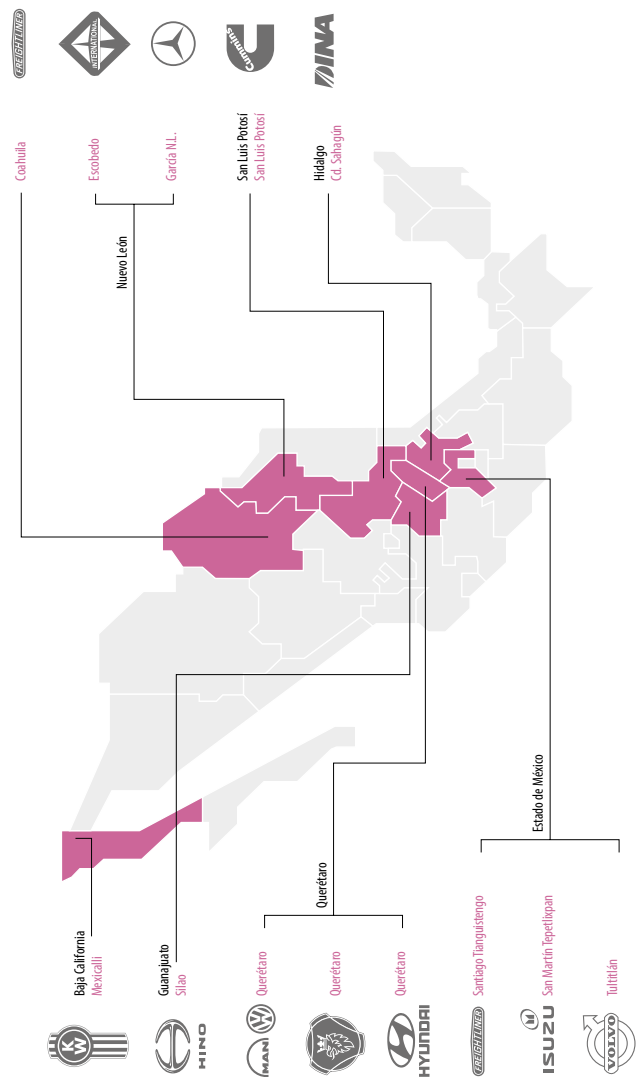 FREIGHTLINER
Coahuila
INTERNATIONAL
Escobedo
García N.L.
Nuevo León
Cummins
San Luis Potosí
San Luis Potosí
DINA
Hidalgo
Cd. Sahagún
KW
Baja California
Mexicalli
HINO
Guanajuato
Silao
MAN
VW
Querétaro
Querétaro
HYUNDAI
Querétaro
Querétaro
FREIGHTLINER
Santiago Tianguistengo
ISUZU
San Martín Tepetlixpan
VOLVO
Tultitlán
Estado de México